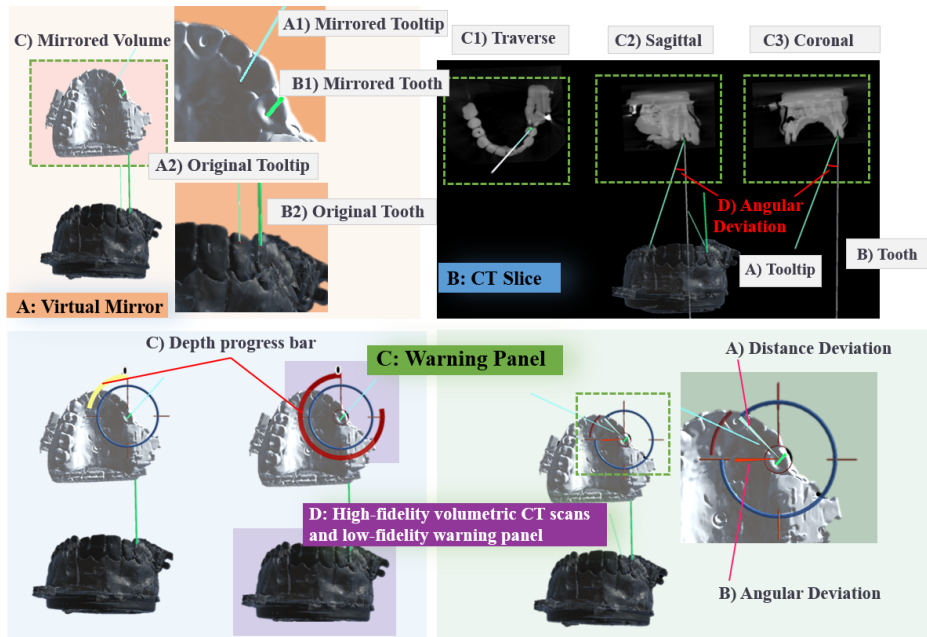 A1) Mirrored Tooltip
C) Mirrored Volume
B1) Mirrored Tooth
A2) Original Tooltip
B2) Original Tooth
A: Virtual Mirror
C1) Traverse
C2) Sagittal
C3) Coronal
D) Angular
Deviation
A) Tooltip
B) Tooth
B: CT Slice
C) Depth progress bar
C: Warning Panel
A) Distance Deviation
D: High-fidelity volumetric CT scans
and low-fidelity warning panel
B) Angular Deviation